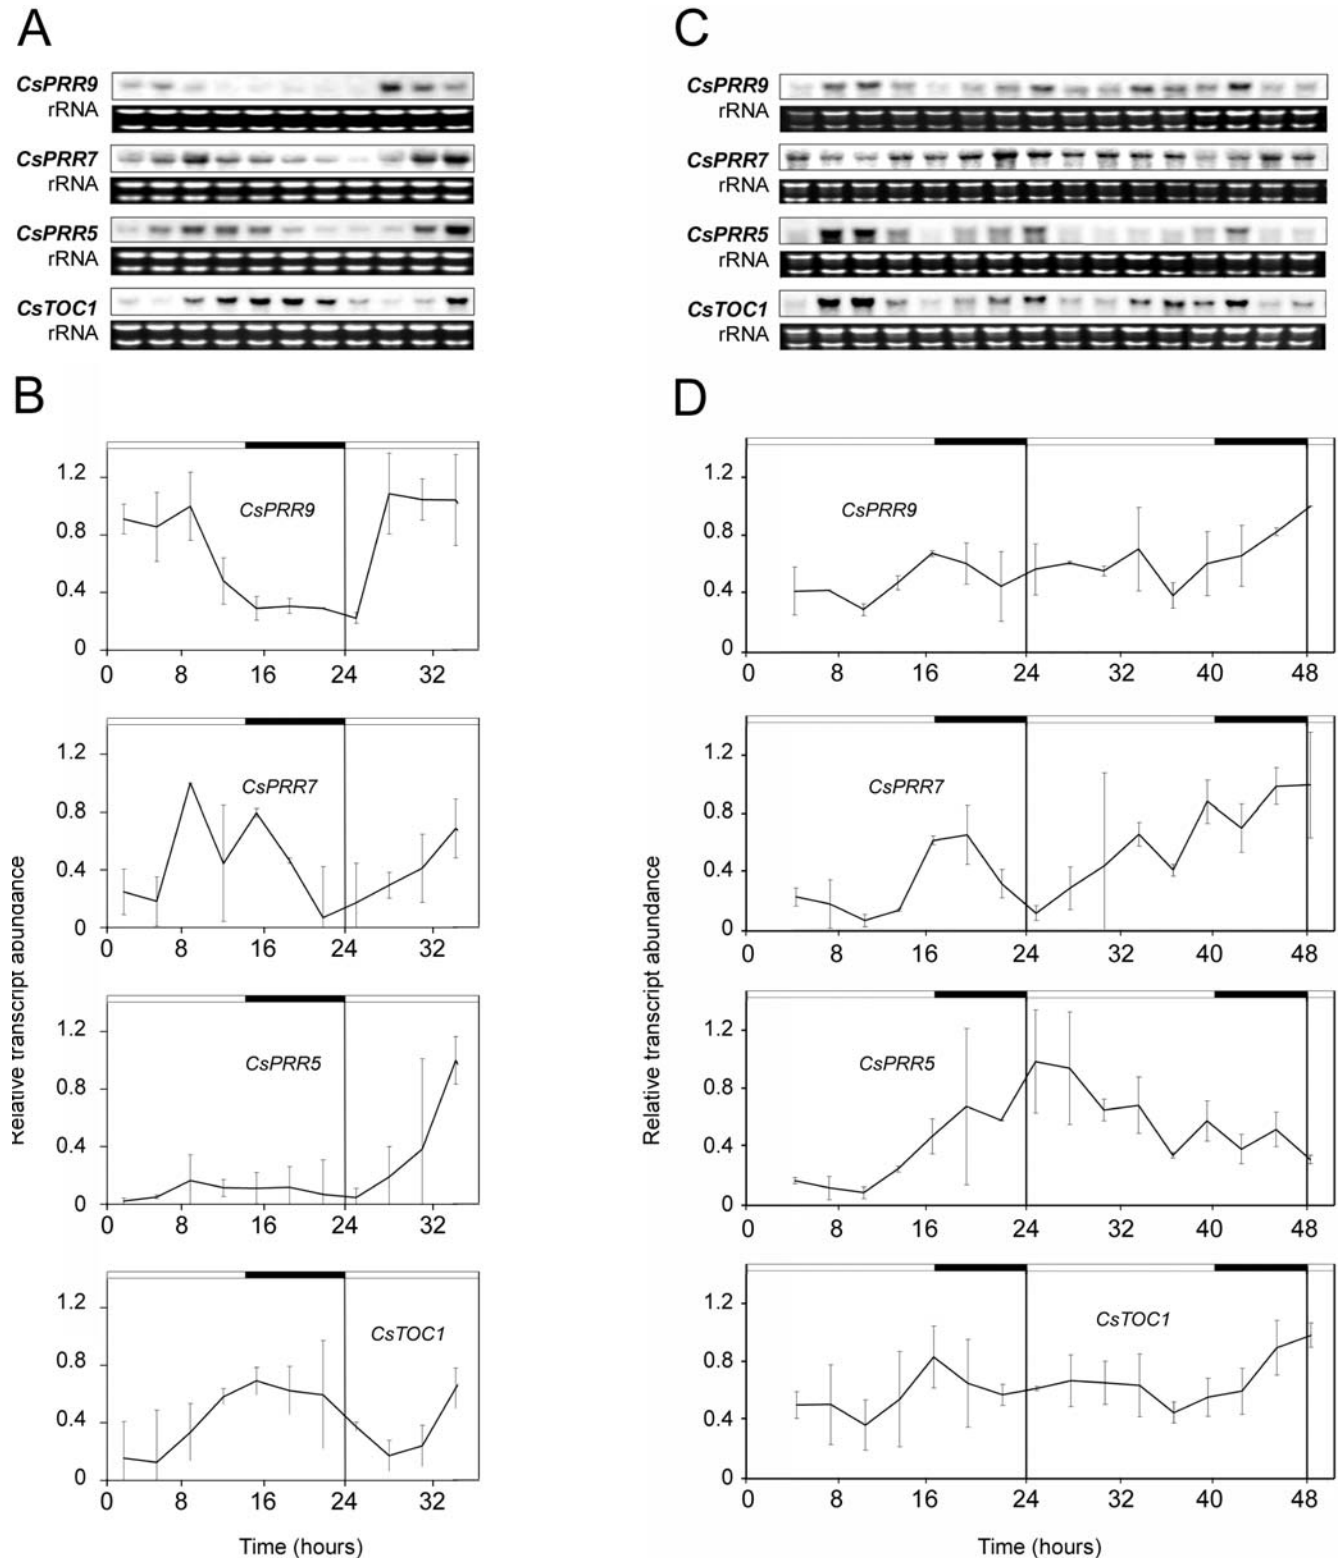 A
CsPRR9
rRNA
CsPRR7
rRNA
CsPRR5
rRNA
CsTOC1
rRNA
C
CsPRR9
rRNA
CsPRR7
rRNA
CsPRR5
rRNA
CsTOC1
rRNA
B
Relative transcript abundance
1.2
0.8
0.4
0
CsPRR9
0 8 16 24 32
1.2
0.8
0.4
0
CsPRR7
0 8 16 24 32
1.2
0.8
0.4
0
CsPRR5
0 8 16 24 32
1.2
0.8
0.4
0
CsTOC1
0 8 16 24 32
Time (hours)
D
Relative transcript abundance
1.2
0.8
0.4
0
CsPRR9
0 8 16 24 32 40 48
1.2
0.8
0.4
0
CsPRR7
0 8 16 24 32 40 48
1.2
0.8
0.4
0
CsPRR5
0 8 16 24 32 40 48
1.2
0.8
0.4
0
CsTOC1
0 8 16 24 32 40 48
Time (hours)